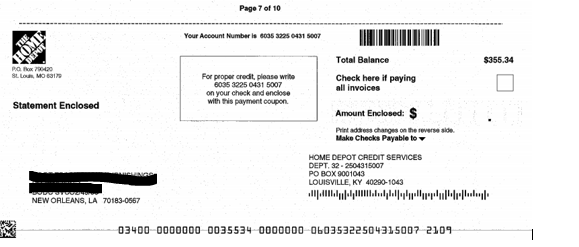 Page 7 of 10
THE HOME DEPOT
Your Account Number is 6035 3225 0431 5007
P.O. Box 790420
St. Louis, MO 63179
For proper credit, please write
6035 3225 0431 5007
on your check and enclose
with this payment coupon.
Total Balance $355.34
Check here if paying
all invoices
Statement Enclosed
Amount Enclosed: $ .
Print address changes on the reverse side.
Make Checks Payable to
HOME DEPOT CREDIT SERVICES
DEPT. 32 - 2504315007
PO BOX 9001043
LOUISVILLE, KY 40290-1043
NEW ORLEANS, LA 70183-0567
03400 0000000 0035534 0000000 06035322504315007 2109